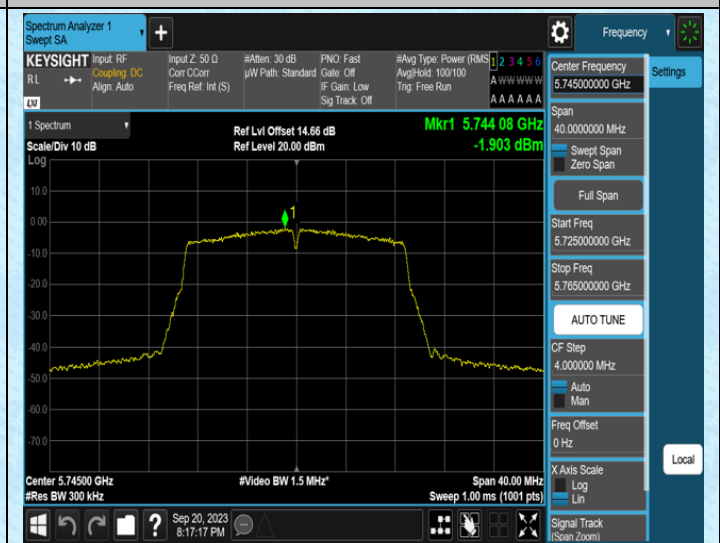 Spectrum Analyzer 1
Swept SA
+
Frequency
KEYSIGHT
RL
LXI
Input: RF
Coupling: DC
Align: Auto
Input Z: 50 Ω
Corr CCorr
Freq Ref: Int (S)
#Atten: 30 dB
µW Path: Standard
PNO: Fast
Gate: Off
IF Gain: Low
Sig Track: Off
#Avg Type: Power (RMS
Avg|Hold: 100/100
Trig: Free Run
1 2 3 4 5 6
A W W W W W
A A A A A A
1 Spectrum
Scale/Div 10 dB
Log
Ref Lvl Offset 14.66 dB
Ref Level 20.00 dBm
Mkr1 5.744 08 GHz
-1.903 dBm
10.0
0.00
-10.0
-20.0
-30.0
-40.0
-50.0
-60.0
-70.0
1
Center 5.74500 GHz
#Res BW 300 kHz
#Video BW 1.5 MHz*
Span 40.00 MHz
Sweep 1.00 ms (1001 pts)
Center Frequency
5.745000000 GHz
Settings
Span
40.0000000 MHz
Swept Span
Zero Span
Full Span
Start Freq
5.725000000 GHz
Stop Freq
5.765000000 GHz
AUTO TUNE
CF Step
4.000000 MHz
Auto
Man
Freq Offset
0 Hz
X Axis Scale
Log
Lin
Signal Track
(Span Zoom)
Local
?
Sep 20, 2023
8:17:17 PM